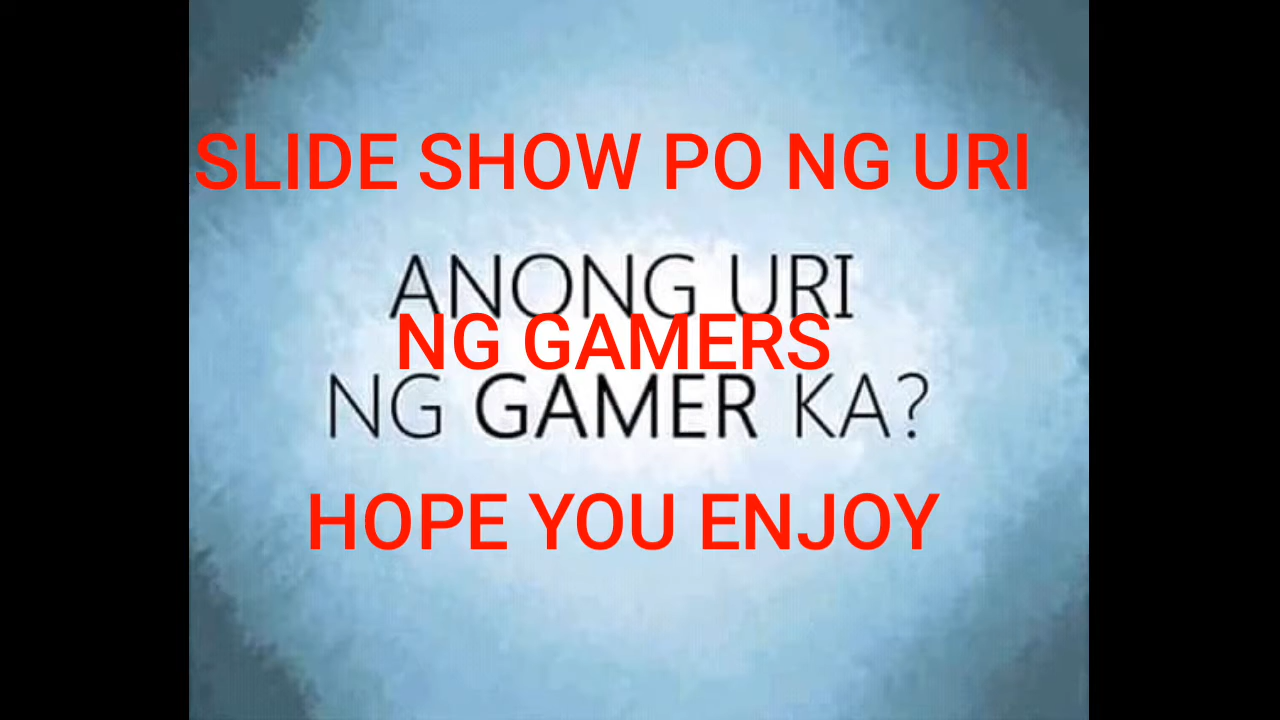 SLIDE SHOW PO NG URI
ANONG URI
NG GAMERS
NG GAMER KA?
HOPE YOU ENJOY